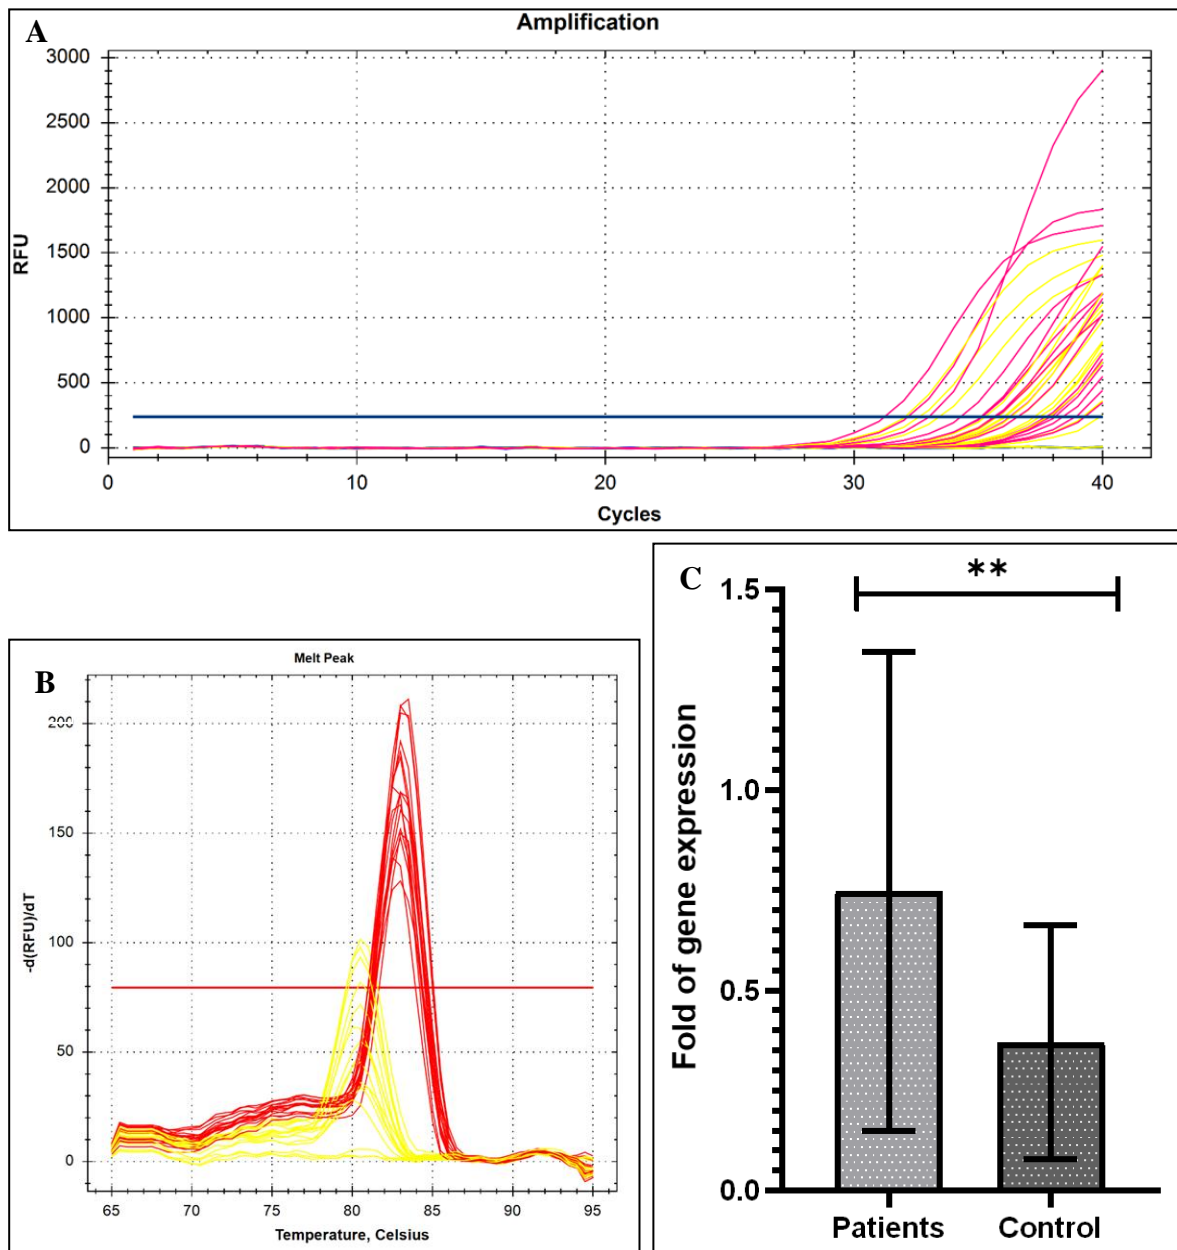 A
Amplification
3000
2500
2000
1500
1000
500
0
RFU
0 10 20 30 40
Cycles
B
Melt Peak
200
150
100
50
0
-d(RFU)/dT
65 70 75 80 85 90 95
Temperature, Celsius
C
**
1.5
1.0
0.5
0.0
Fold of gene expression
Patients Control